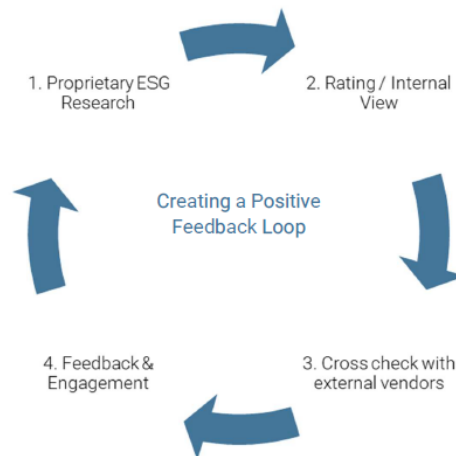 1. Proprietary ESG
Research
2. Rating / Internal
View
Creating a Positive
Feedback Loop
4. Feedback &
Engagement
3. Cross check with
external vendors